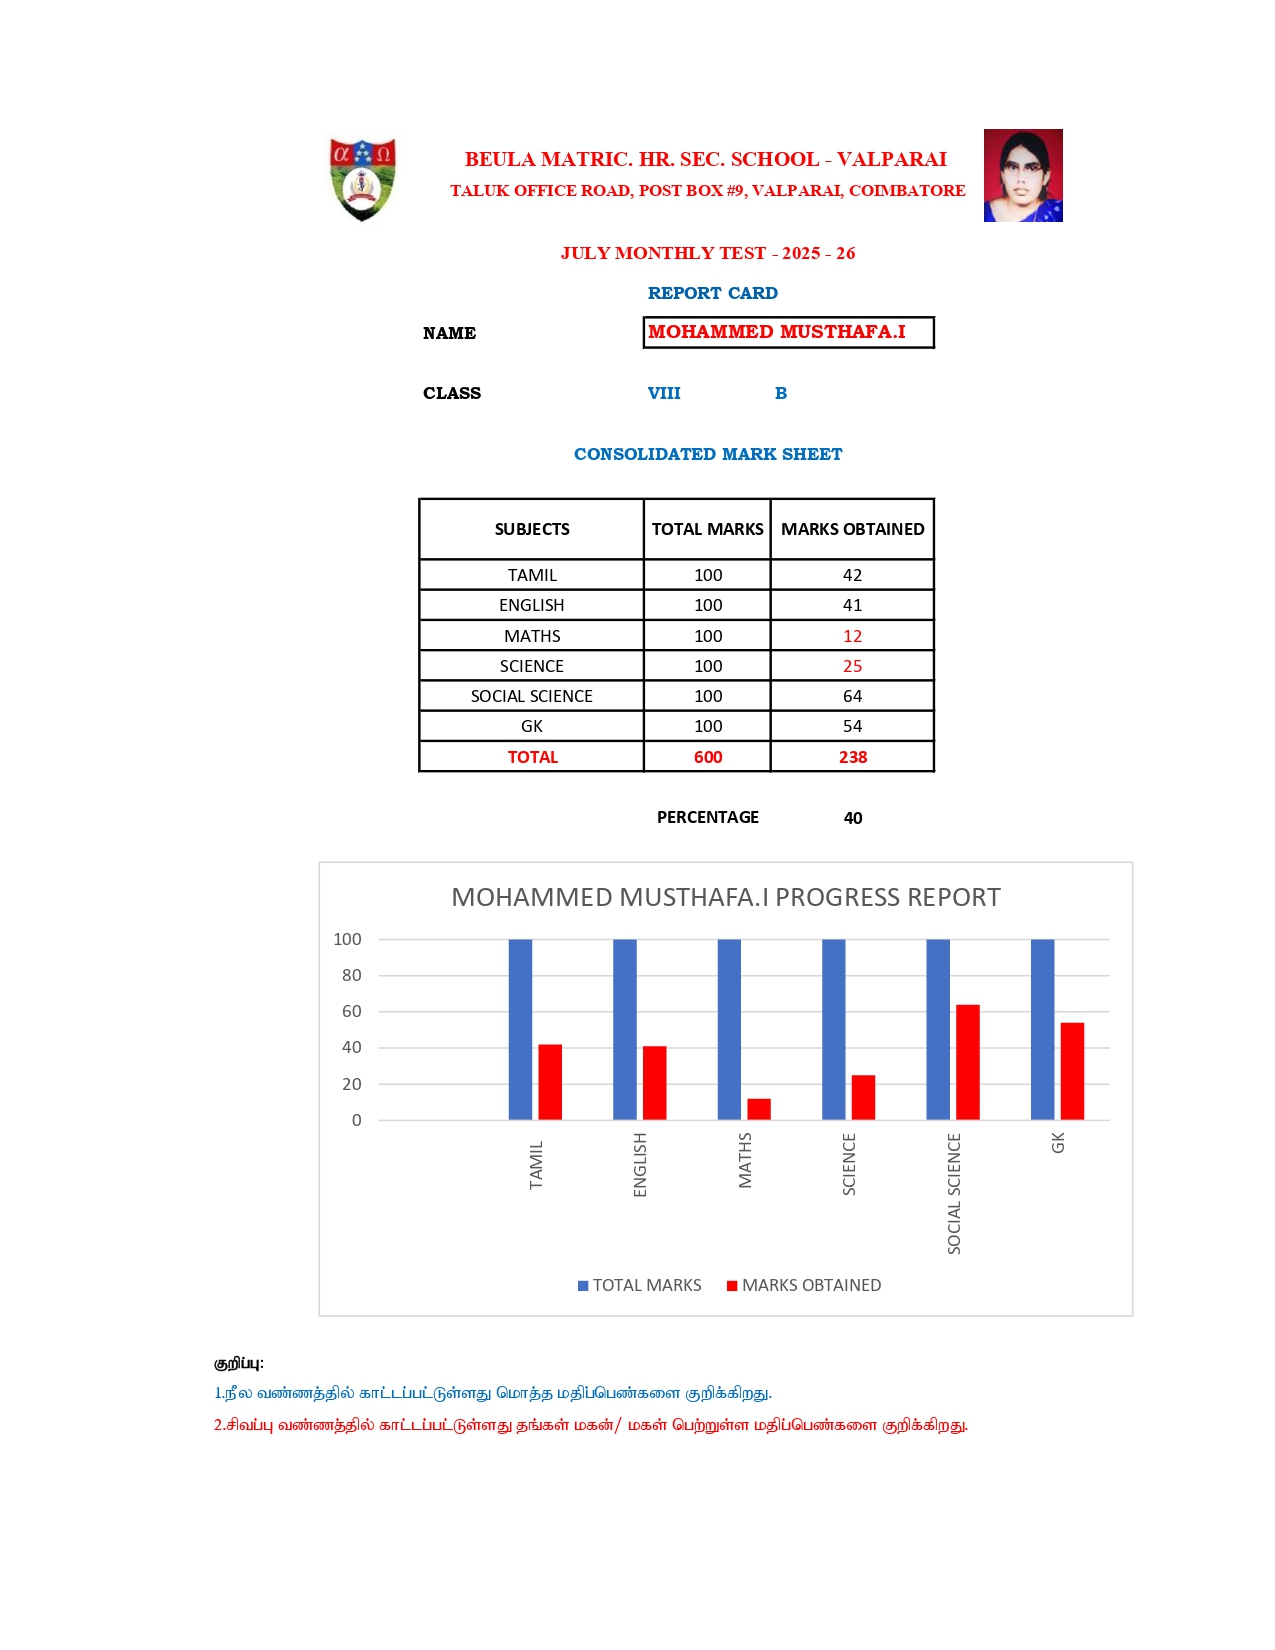 BEULA MATRIC. HR. SEC. SCHOOL - VALPARAI
TALUK OFFICE ROAD, POST BOX #9, VALPARAI, COIMBATORE
α Ω
JULY MONTHLY TEST - 2025 - 26
REPORT CARD
NAME MOHAMMED MUSTHAFA.I
CLASS VIII B
CONSOLIDATED MARK SHEET
SUBJECTS TOTAL MARKS MARKS OBTAINED
TAMIL 100 42
ENGLISH 100 41
MATHS 100 12
SCIENCE 100 25
SOCIAL SCIENCE 100 64
GK 100 54
TOTAL 600 238
PERCENTAGE 40
MOHAMMED MUSTHAFA.I PROGRESS REPORT
100
80
60
40
20
0
TAMIL ENGLISH MATHS SCIENCE SOCIAL SCIENCE GK
TOTAL MARKS MARKS OBTAINED
குறிப்பு:
1.நீல வண்ணத்தில் காட்டப்பட்டுள்ளது மொத்த மதிப்பெண்களை குறிக்கிறது.
2.சிவப்பு வண்ணத்தில் காட்டப்பட்டுள்ளது தங்கள் மகன்/ மகள் பெற்றுள்ள மதிப்பெண்களை குறிக்கிறது.